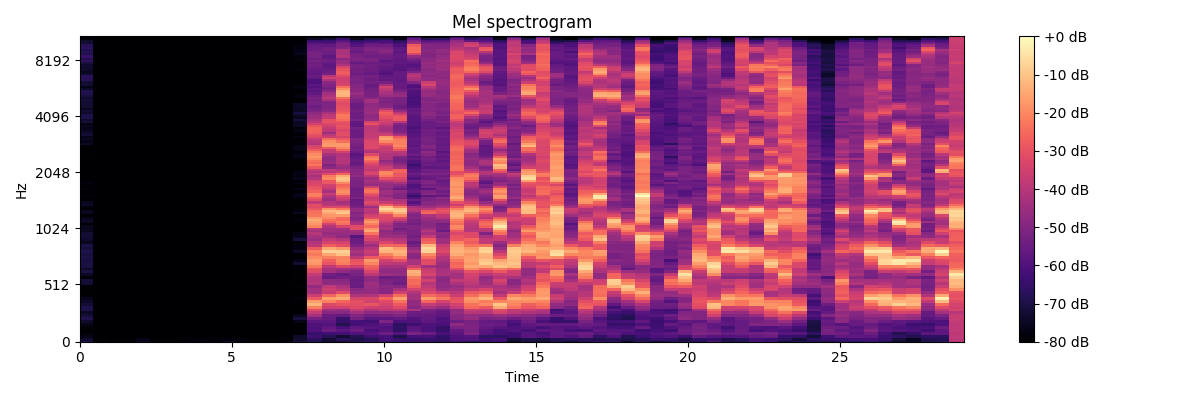 Mel spectrogram
Hz
8192
4096
2048
1024
512
0
0 5 10 15 20 25
Time
+0 dB
-10 dB
-20 dB
-30 dB
-40 dB
-50 dB
-60 dB
-70 dB
-80 dB